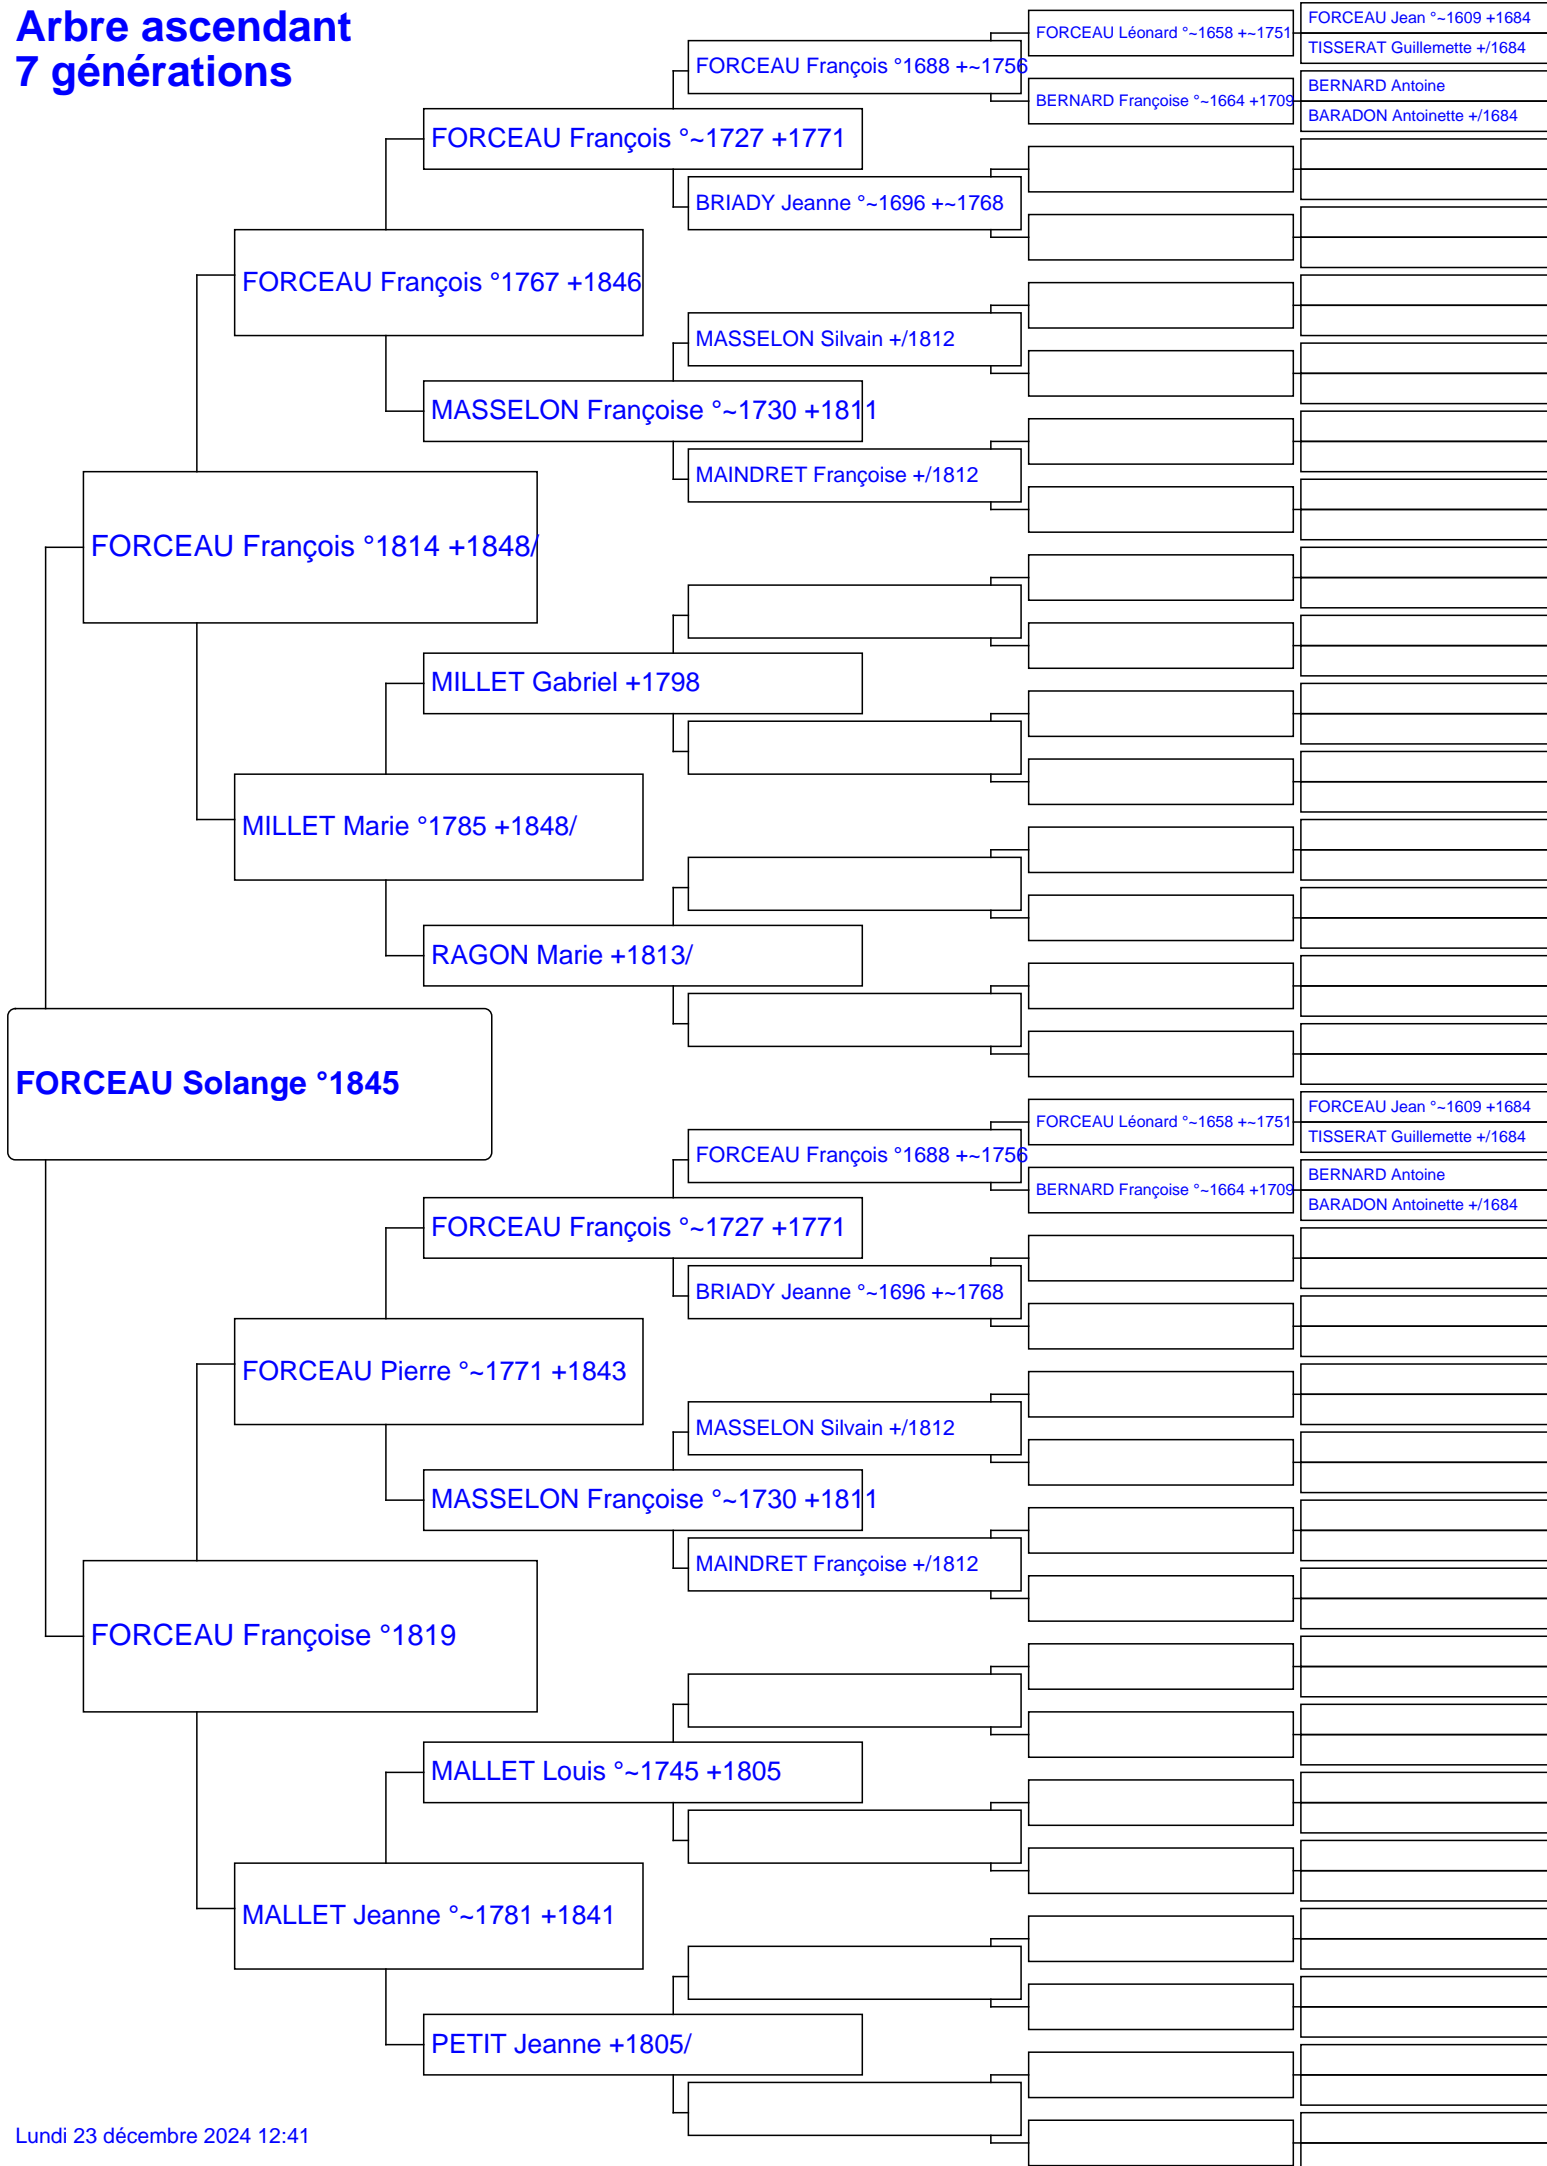 Arbre ascendant
7 générations
FORCEAU Léonard °~1658 +~1751
FORCEAU Jean °~1609 +1684
TISSERAT Guillemette +/1684
FORCEAU François °1688 +~1756
BERNARD Françoise °~1664 +1709
BERNARD Antoine
BARADON Antoinette +/1684
FORCEAU François °~1727 +1771
BRIADY Jeanne °~1696 +~1768
FORCEAU François °1767 +1846
MASSELON Silvain +/1812
MASSELON Françoise °~1730 +1811
MAINDRET Françoise +/1812
FORCEAU François °1814 +1848/
MILLET Gabriel +1798
MILLET Marie °1785 +1848/
RAGON Marie +1813/
FORCEAU Solange °1845
FORCEAU Léonard °~1658 +~1751
FORCEAU Jean °~1609 +1684
TISSERAT Guillemette +/1684
FORCEAU François °1688 +~1756
BERNARD Françoise °~1664 +1709
BERNARD Antoine
BARADON Antoinette +/1684
FORCEAU François °~1727 +1771
BRIADY Jeanne °~1696 +~1768
FORCEAU Pierre °~1771 +1843
MASSELON Silvain +/1812
MASSELON Françoise °~1730 +1811
MAINDRET Françoise +/1812
FORCEAU Françoise °1819
MALLET Louis °~1745 +1805
MALLET Jeanne °~1781 +1841
PETIT Jeanne +1805/
Lundi 23 décembre 2024 12:41